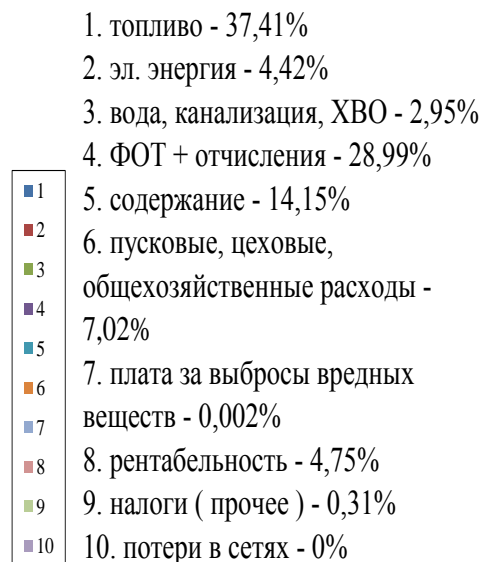 1. топливо - 37,41%
2. эл. энергия - 4,42%
3. вода, канализация, ХВО - 2,95%
4. ФОТ + отчисления - 28,99%
5. содержание - 14,15%
6. пусковые, цеховые,
общехозяйственные расходы -
7,02%
7. плата за выбросы вредных
веществ - 0,002%
8. рентабельность - 4,75%
9. налоги ( прочее ) - 0,31%
10. потери в сетях - 0%
1
2
3
4
5
6
7
8
9
10